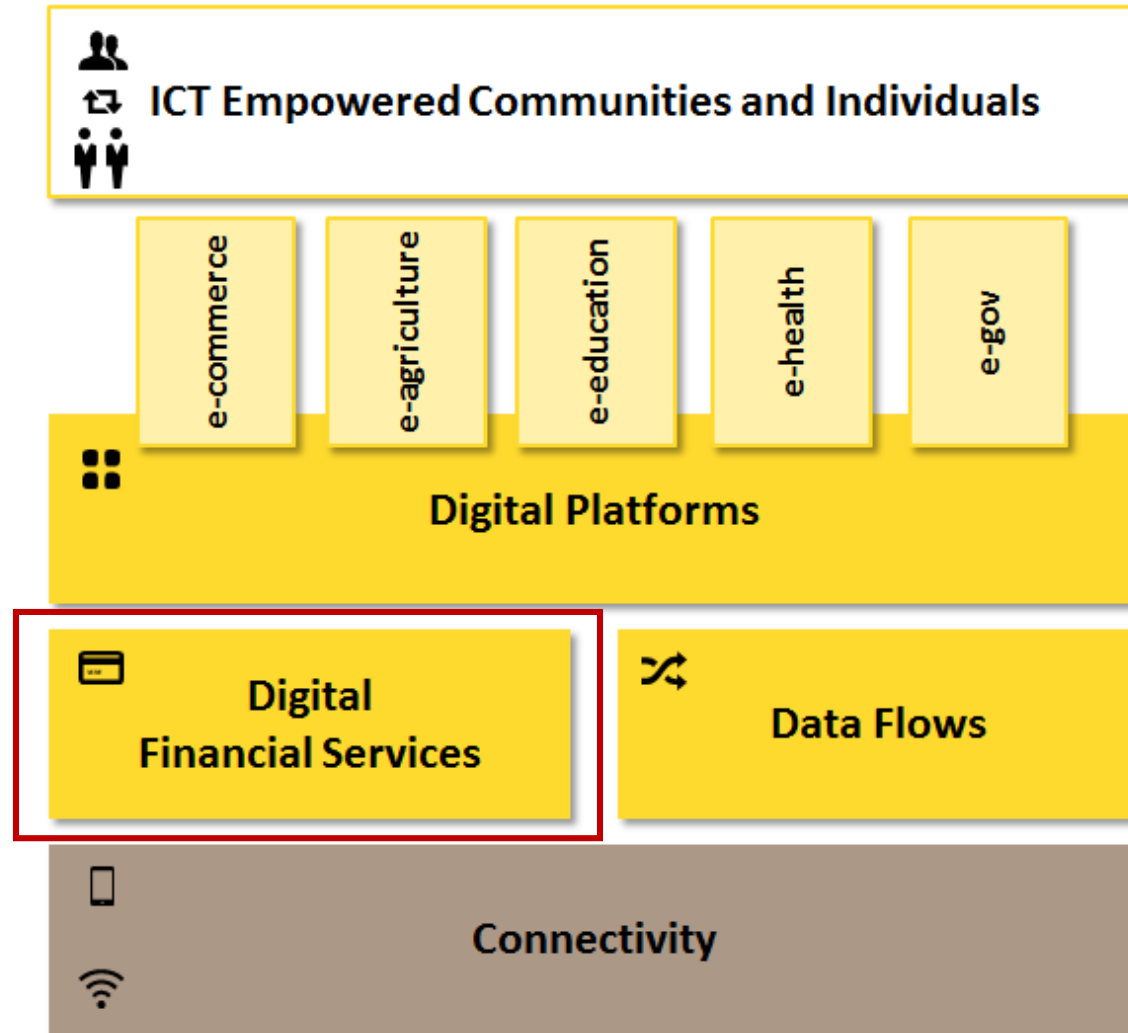 ICT Empowered Communities and Individuals
e-commerce
e-agriculture
e-education
e-health
e-gov
Digital Platforms
Digital
Financial Services
Data Flows
Connectivity